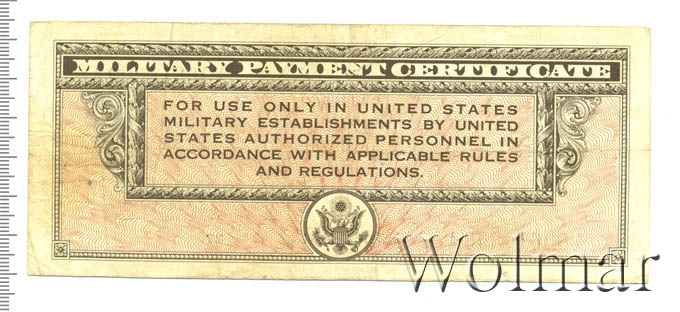 MILITARY PAYMENT CERTIFICATE
FOR USE ONLY IN UNITED STATES
MILITARY ESTABLISHMENTS BY UNITED
STATES AUTHORIZED PERSONNEL IN
ACCORDANCE WITH APPLICABLE RULES
AND REGULATIONS.
Wolmar